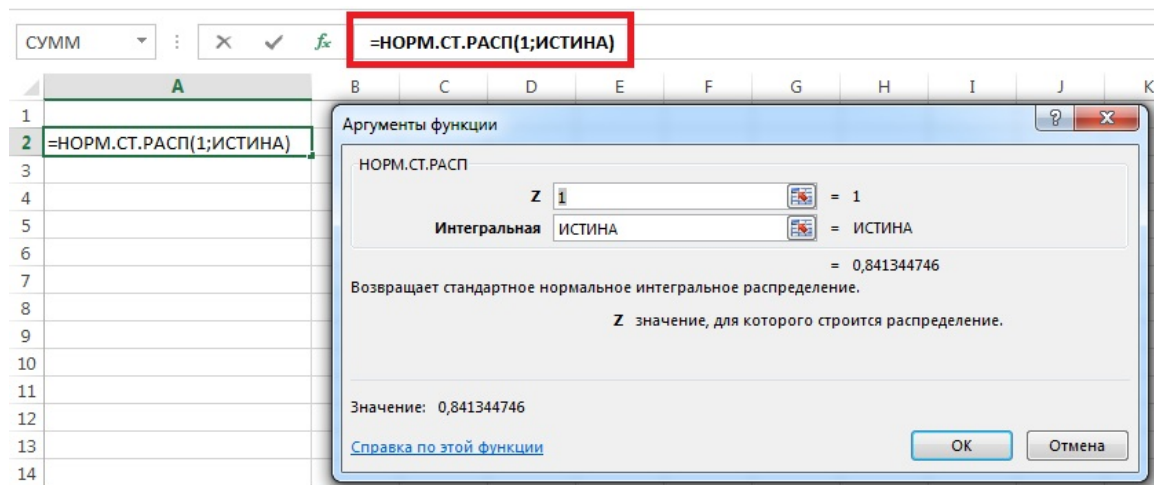 СУММ fx =НОРМ.СТ.РАСП(1;ИСТИНА)
A B C D E F G H I J K
1
2 =НОРМ.СТ.РАСП(1;ИСТИНА)
3
4
5
6
7
8
9
10
11
12
13
14
Аргументы функции
НОРМ.СТ.РАСП
Z 1 = 1
Интегральная ИСТИНА = ИСТИНА
= 0,841344746
Возвращает стандартное нормальное интегральное распределение.
Z значение, для которого строится распределение.
Значение: 0,841344746
Справка по этой функции
ОК Отмена